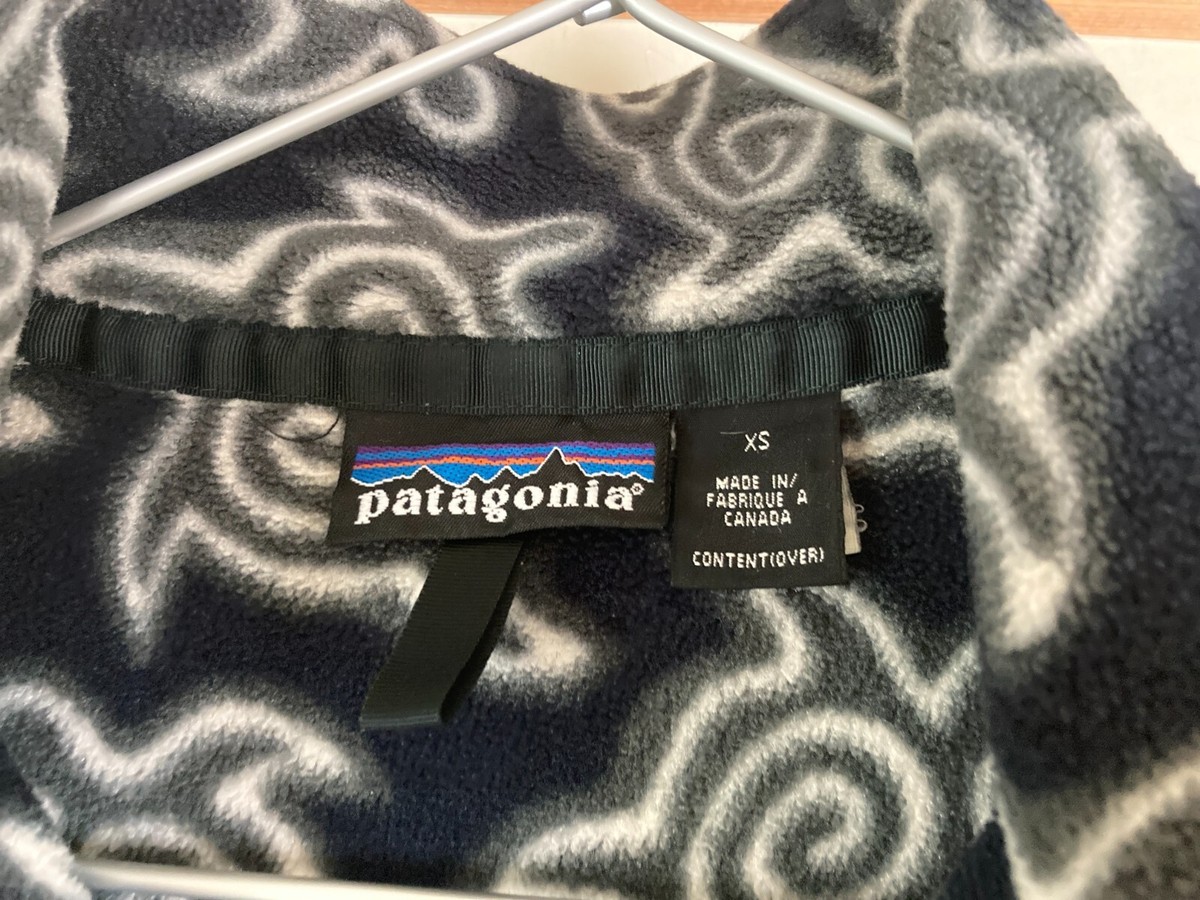 patagonia®
XS
MADE IN/
FABRIQUE A
CANADA
CONTENT(OVER)